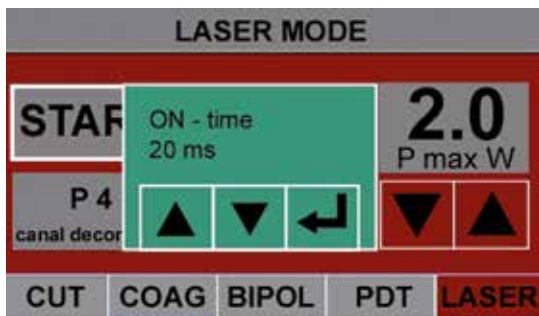 LASER MODE
STAR
ON - time
20 ms
2.0
P max W
P 4
canal decor
CUT COAG BIPOL PDT LASER